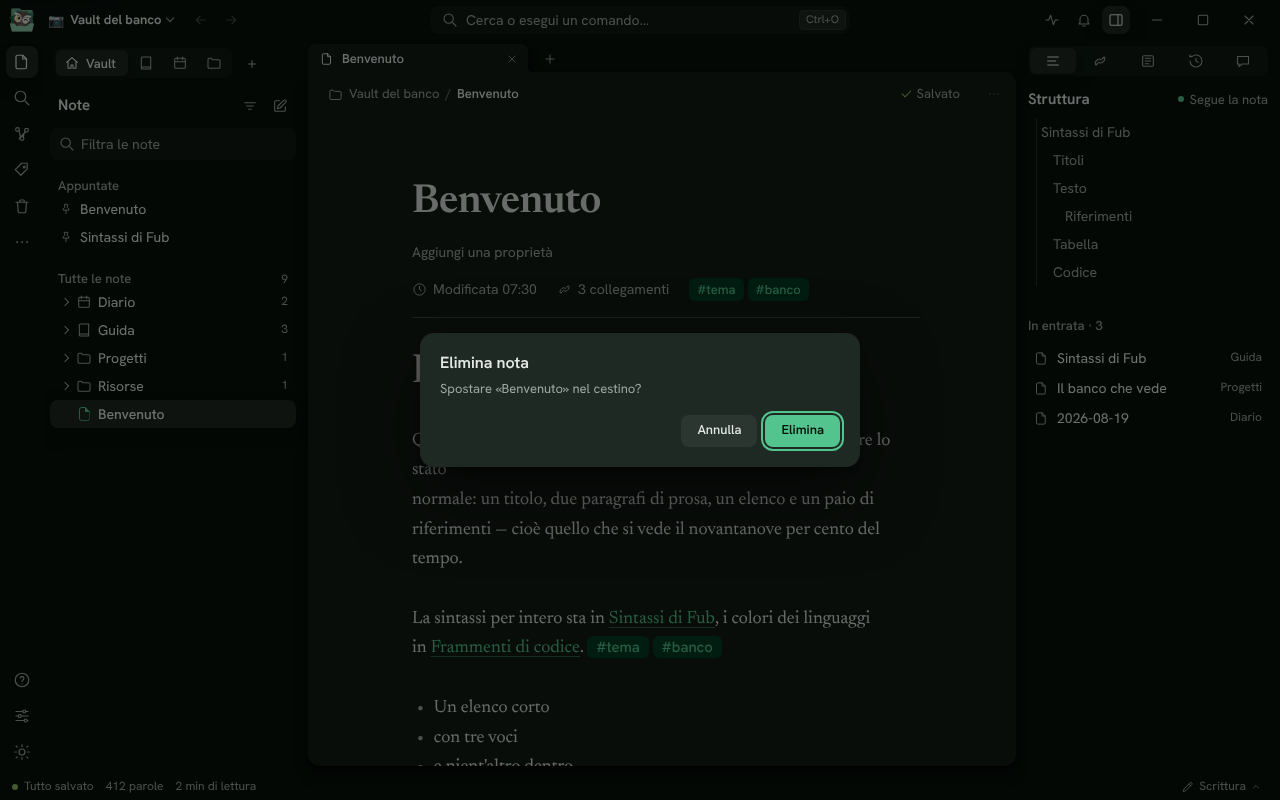 Vault del banco
Cerca o esegui un comando...
Ctrl+O
Vault
Benvenuto
Note
Filtra le note
Appuntate
Benvenuto
Sintassi di Fub
Tutte le note 9
Diario 2
Guida 3
Progetti 1
Risorse 1
Benvenuto
Vault del banco / Benvenuto
Salvato
Benvenuto
Aggiungi una proprietà
Modificata 07:30
3 collegamenti
#tema #banco
Elimina nota
Spostare «Benvenuto» nel cestino?
Annulla
Elimina
re lo
stato
normale: un titolo, due paragrafi di prosa, un elenco e un paio di
riferimenti — cioè quello che si vede il novantanove per cento del
tempo.
La sintassi per intero sta in Sintassi di Fub, i colori dei linguaggi
in Frammenti di codice. #tema #banco
• Un elenco corto
• con tre voci
• e nient'altro dentro
Struttura
Segue la nota
Sintassi di Fub
Titoli
Testo
Riferimenti
Tabella
Codice
In entrata · 3
Sintassi di Fub Guida
Il banco che vede Progetti
2026-08-19 Diario
Tutto salvato
412 parole
2 min di lettura
Scrittura